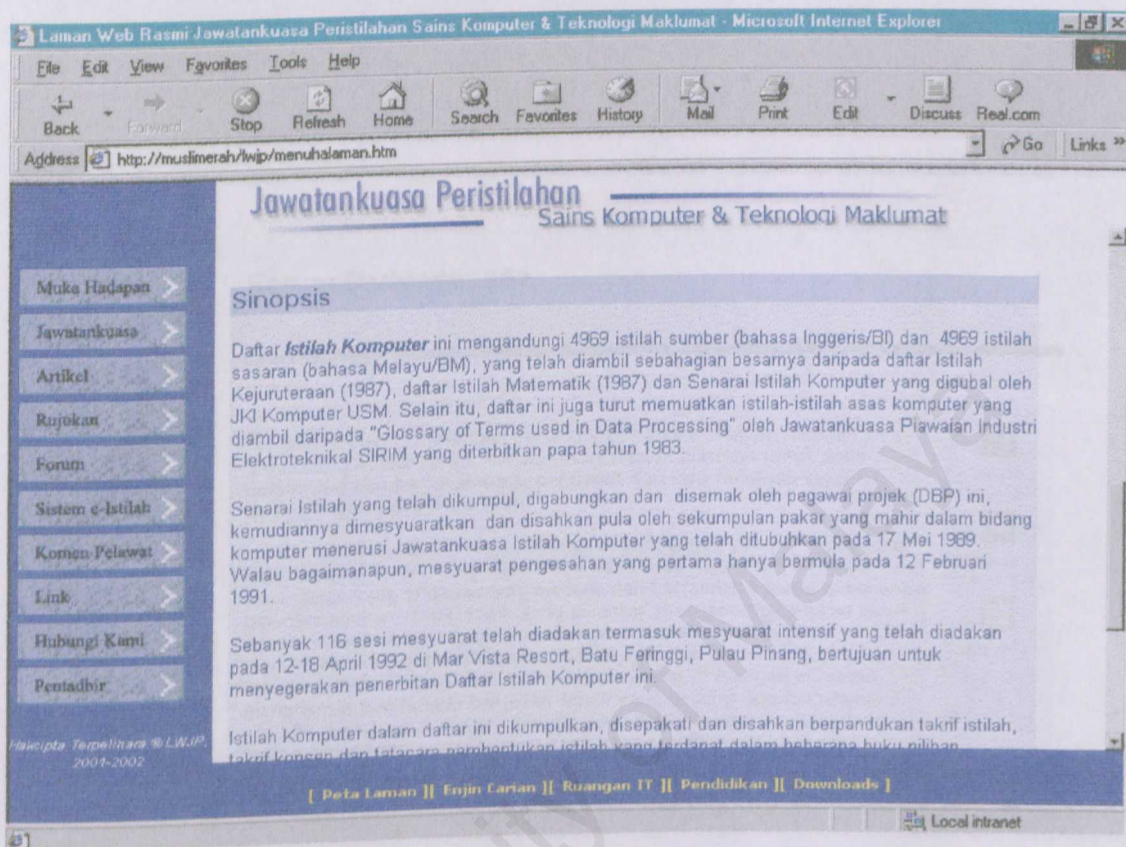 Laman Web Rasmi Jawatankuasa Peristilahan Sains Komputer & Teknologi Maklumat - Microsoft Internet Explorer
File Edit View Favorites Tools Help
Back Forward Stop Refresh Home Search Favorites History Mail Print Edit Discuss Real.com
Address http://muslimerah/lwjp/menuhalaman.htm Go Links »
Jawatankuasa Peristilahan
Sains Komputer & Teknologi Maklumat
Muka Hadapan
Jawatankuasa
Artikel
Rujukan
Forum
Sistem e-Istilah
Komen Pelawat
Link
Hubungi Kami
Pentadbir
Hakcipta Terpelihara ® LWJP,
2001-2002
Sinopsis
Daftar Istilah Komputer ini mengandungi 4969 istilah sumber (bahasa Inggeris/BI) dan 4969 istilah
sasaran (bahasa Melayu/BM), yang telah diambil sebahagian besarnya daripada daftar Istilah
Kejuruteraan (1987), daftar Istilah Matematik (1987) dan Senarai Istilah Komputer yang digubal oleh
JKI Komputer USM. Selain itu, daftar ini juga turut memuatkan istilah-istilah asas komputer yang
diambil daripada "Glossary of Terms used in Data Processing" oleh Jawatankuasa Piawaian Industri
Elektroteknikal SIRIM yang diterbitkan papa tahun 1983.
Senarai Istilah yang telah dikumpul, digabungkan dan disemak oleh pegawai projek (DBP) ini,
kemudiannya dimesyuaratkan dan disahkan pula oleh sekumpulan pakar yang mahir dalam bidang
komputer menerusi Jawatankuasa Istilah Komputer yang telah ditubuhkan pada 17 Mei 1989.
Walau bagaimanapun, mesyuarat pengesahan yang pertama hanya bermula pada 12 Februari
1991.
Sebanyak 116 sesi mesyuarat telah diadakan termasuk mesyuarat intensif yang telah diadakan
pada 12-18 April 1992 di Mar Vista Resort, Batu Feringgi, Pulau Pinang, bertujuan untuk
menyegerakan penerbitan Daftar Istilah Komputer ini.
Istilah Komputer dalam daftar ini dikumpulkan, disepakati dan disahkan berpandukan takrif istilah,
takrif konsep dan tatacara pembentukan istilah yang terdapat dalam beberapa buku pilihan
[ Peta Laman ][ Enjin Carian ][ Ruangan IT ][ Pendidikan ][ Downloads ]
Local intranet